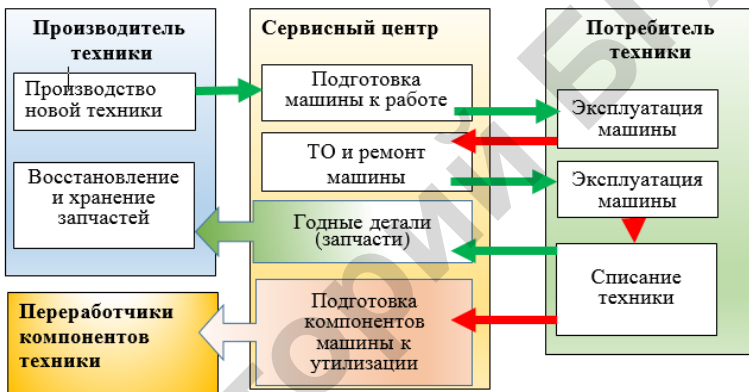 Производитель
техники
Производство
новой техники
Восстановление
и хранение
запчастей
Переработчики
компонентов
техники
Сервисный центр
Подготовка
машины к работе
ТО и ремонт
машины
Годные детали
(запчасти)
Подготовка
компонентов
машины к
утилизации
Потребитель
техники
Эксплуатация
машины
Эксплуатация
машины
Списание
техники